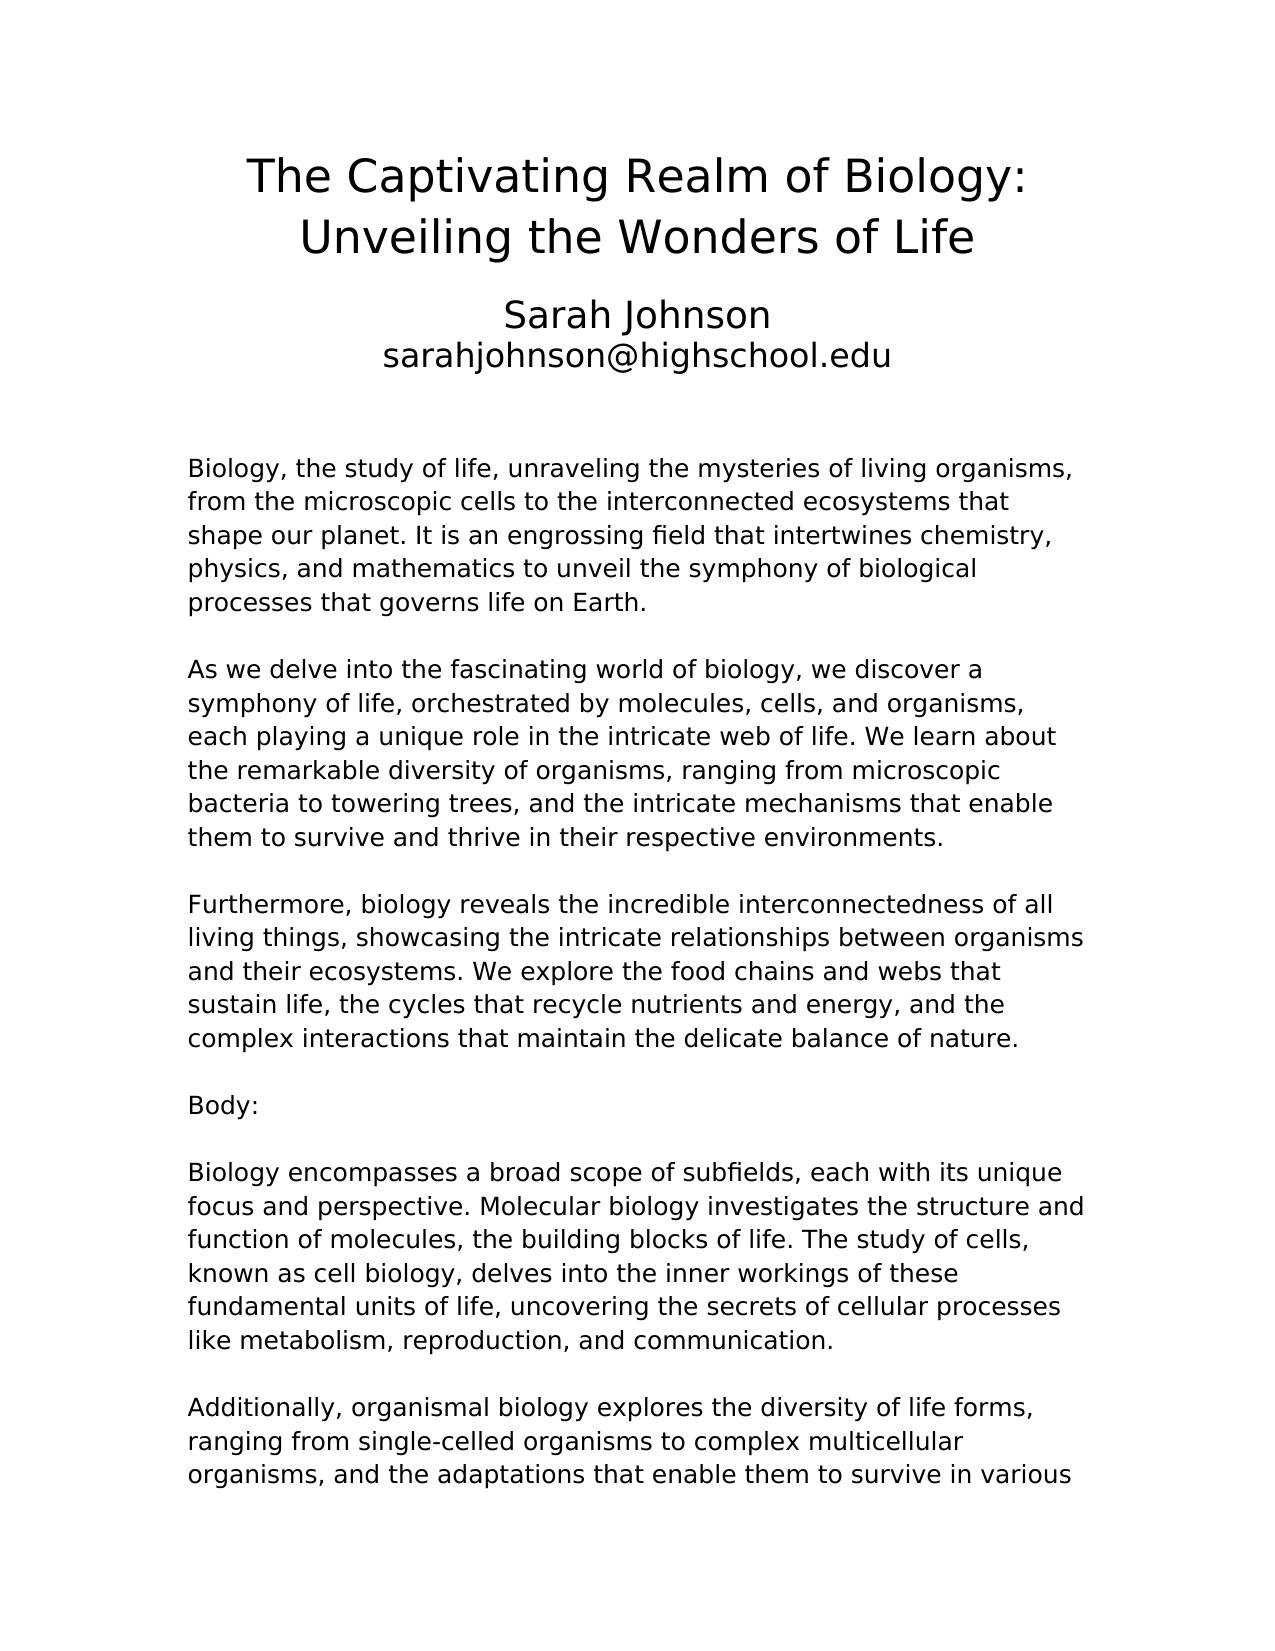 The Captivating Realm of Biology:
Unveiling the Wonders of Life
Sarah Johnson
sarahjohnson@highschool.edu
Biology, the study of life, unraveling the mysteries of living organisms,
from the microscopic cells to the interconnected ecosystems that
shape our planet. It is an engrossing field that intertwines chemistry,
physics, and mathematics to unveil the symphony of biological
processes that governs life on Earth.
As we delve into the fascinating world of biology, we discover a
symphony of life, orchestrated by molecules, cells, and organisms,
each playing a unique role in the intricate web of life. We learn about
the remarkable diversity of organisms, ranging from microscopic
bacteria to towering trees, and the intricate mechanisms that enable
them to survive and thrive in their respective environments.
Furthermore, biology reveals the incredible interconnectedness of all
living things, showcasing the intricate relationships between organisms
and their ecosystems. We explore the food chains and webs that
sustain life, the cycles that recycle nutrients and energy, and the
complex interactions that maintain the delicate balance of nature.
Body:
Biology encompasses a broad scope of subfields, each with its unique
focus and perspective. Molecular biology investigates the structure and
function of molecules, the building blocks of life. The study of cells,
known as cell biology, delves into the inner workings of these
fundamental units of life, uncovering the secrets of cellular processes
like metabolism, reproduction, and communication.
Additionally, organismal biology explores the diversity of life forms,
ranging from single-celled organisms to complex multicellular
organisms, and the adaptations that enable them to survive in various